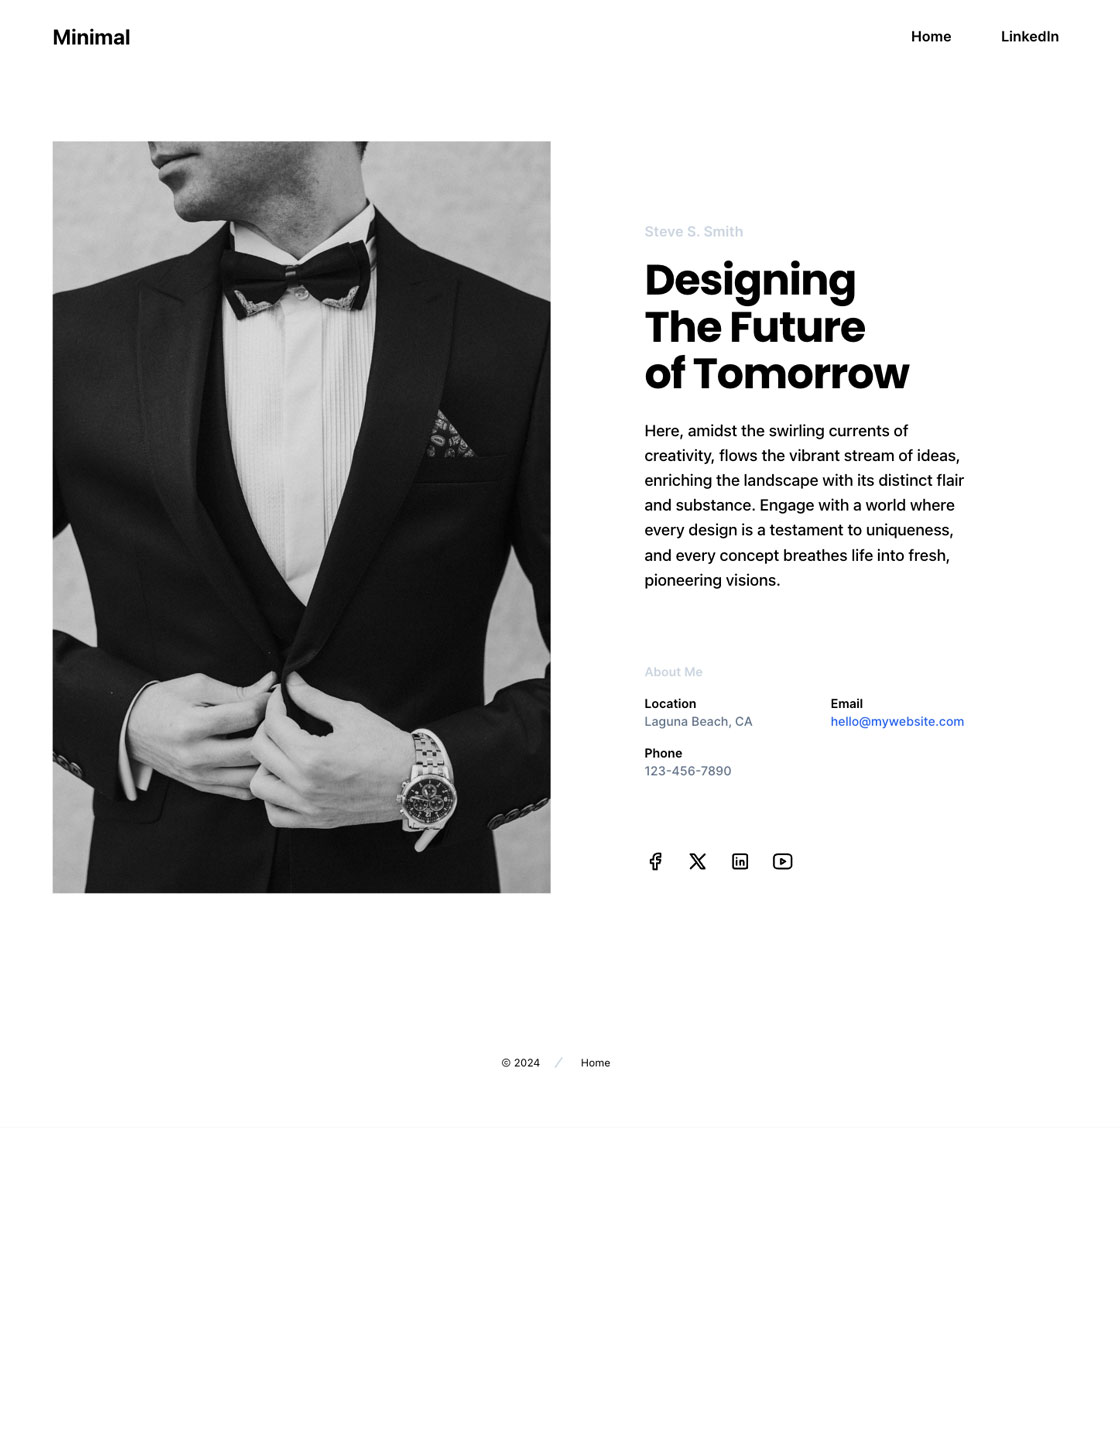 Minimal
Home
LinkedIn
Steve S. Smith
Designing
The Future
of Tomorrow
Here, amidst the swirling currents of
creativity, flows the vibrant stream of ideas,
enriching the landscape with its distinct flair
and substance. Engage with a world where
every design is a testament to uniqueness,
and every concept breathes life into fresh,
pioneering visions.
About Me
Location
Laguna Beach, CA
Email
hello@mywebsite.com
Phone
123-456-7890
© 2024 / Home